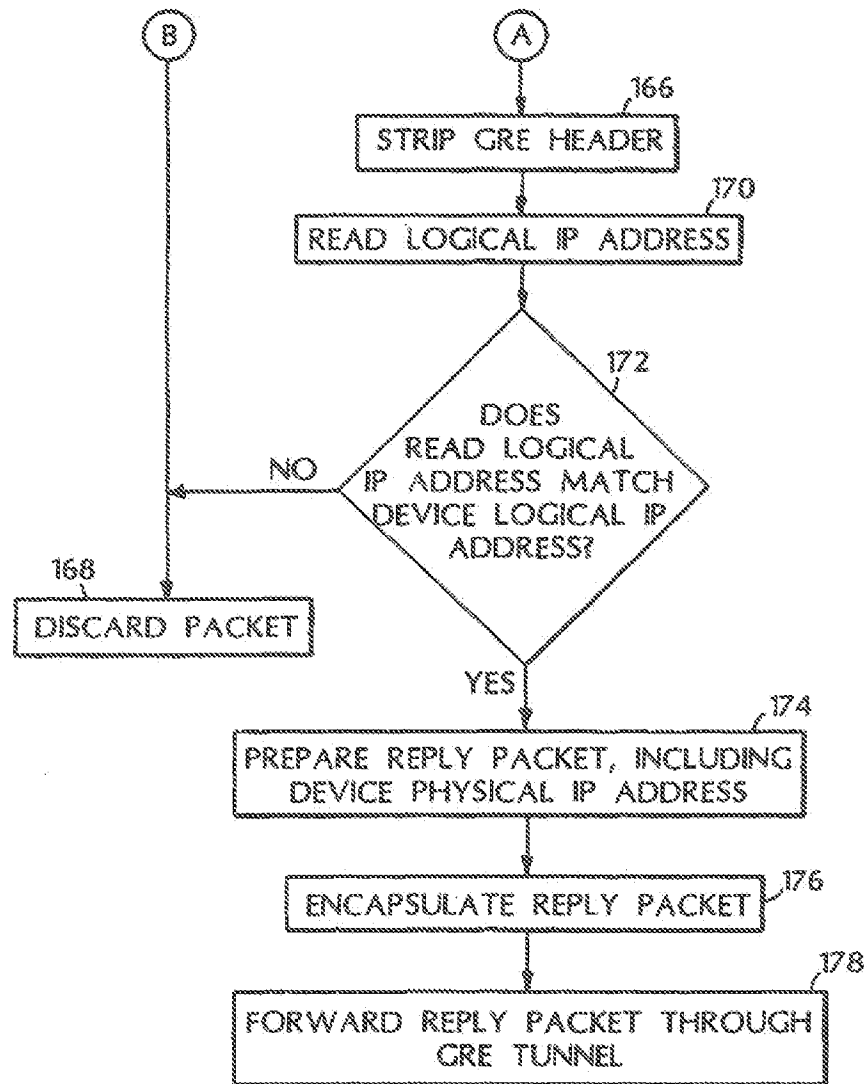 B
A
166
STRIP GRE HEADER
170
READ LOGICAL IP ADDRESS
172
DOES
READ LOGICAL
IP ADDRESS MATCH
DEVICE LOGICAL IP
ADDRESS?
NO
168
DISCARD PACKET
YES
174
PREPARE REPLY PACKET, INCLUDING
DEVICE PHYSICAL IP ADDRESS
176
ENCAPSULATE REPLY PACKET
178
FORWARD REPLY PACKET THROUGH
GRE TUNNEL